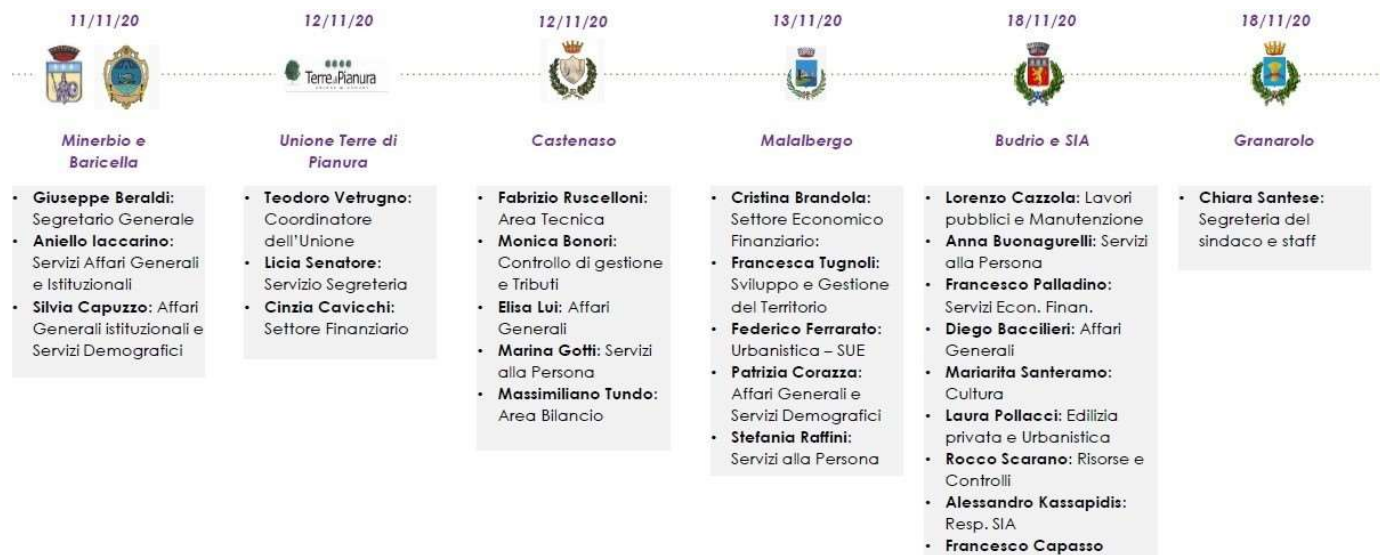 11/11/20
12/11/20
12/11/20
13/11/20
18/11/20
18/11/20
Terre di Pianura
Minerbio e
Baricella
Unione Terre di
Pianura
Castenaso
Malalbergo
Budrio e SIA
Granarolo
• Giuseppe Beraldi:
Segretario Generale
• Aniello Iaccarino:
Servizi Affari Generali
e Istituzionali
• Silvia Capuzzo: Affari
Generali istituzionali e
Servizi Demografici
• Teodoro Vetrugno:
Coordinatore
dell'Unione
• Licia Senatore:
Servizio Segreteria
• Cinzia Cavicchi:
Settore Finanziario
• Fabrizio Ruscelloni:
Area Tecnica
• Monica Bonori:
Controllo di gestione
e Tributi
• Elisa Lui: Affari
Generali
• Marina Gotti: Servizi
alla Persona
• Massimiliano Tundo:
Area Bilancio
• Cristina Brandola:
Settore Economico
Finanziario:
• Francesca Tugnoli:
Sviluppo e Gestione
del Territorio
• Federico Ferrarato:
Urbanistica – SUE
• Patrizia Corazza:
Affari Generali e
Servizi Demografici
• Stefania Raffini:
Servizi alla Persona
• Lorenzo Cazzola: Lavori
pubblici e Manutenzione
• Anna Buonagurelli: Servizi
alla Persona
• Francesco Palladino:
Servizi Econ. Finan.
• Diego Baccilieri: Affari
Generali
• Mariarita Santeramo:
Cultura
• Laura Pollacci: Edilizia
privata e Urbanistica
• Rocco Scarano: Risorse e
Controlli
• Alessandro Kassapidis:
Resp. SIA
• Francesco Capasso
• Chiara Santese:
Segreteria del
sindaco e staff